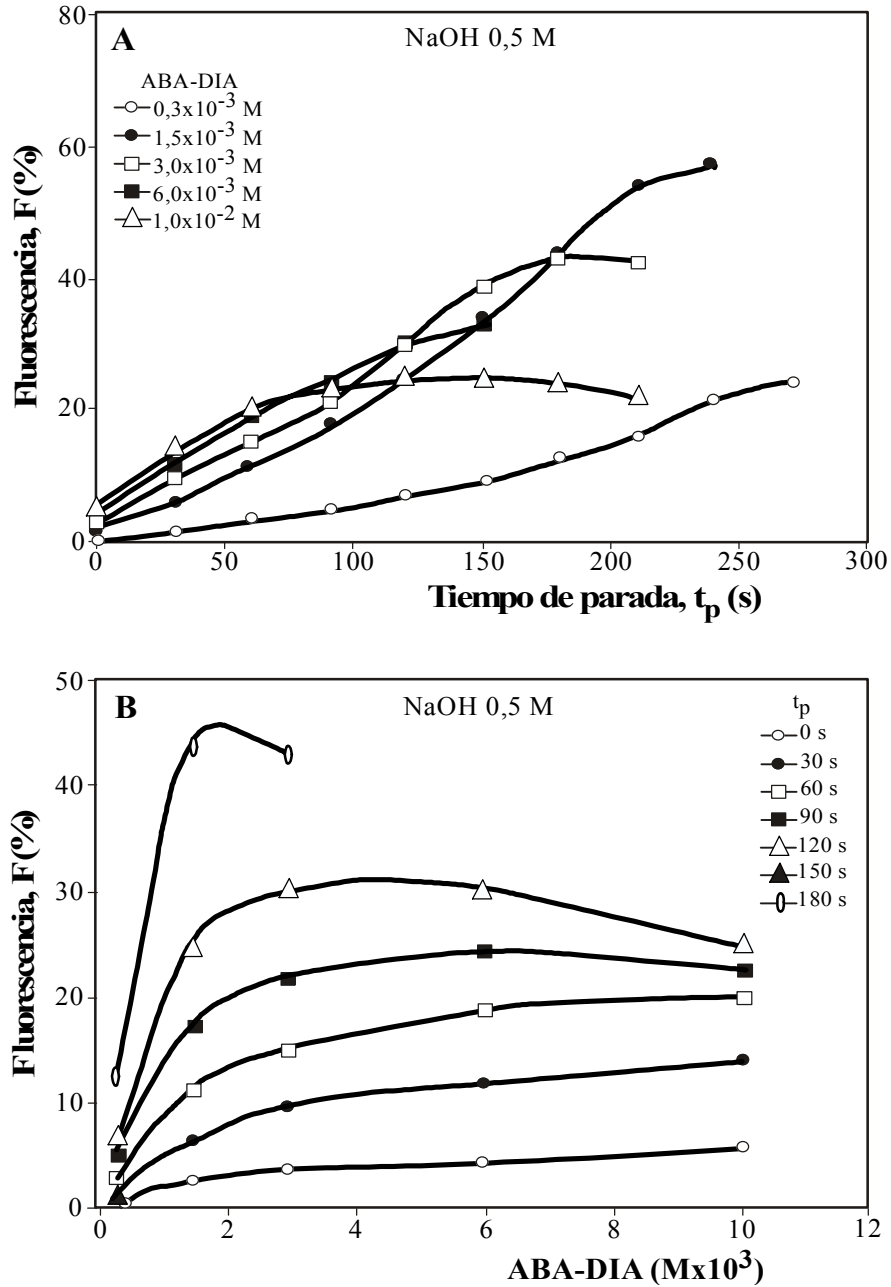 80
A
NaOH 0,5 M
ABA-DIA
0,3x10⁻³ M
1,5x10⁻³ M
3,0x10⁻³ M
6,0x10⁻³ M
1,0x10⁻² M
60
40
20
0
Fluorescencia, F(%)
0 50 100 150 200 250 300
Tiempo de parada, tₚ (s)
50
B
NaOH 0,5 M
tₚ
0 s
30 s
60 s
90 s
120 s
150 s
180 s
40
30
20
10
0
Fluorescencia, F(%)
0 2 4 6 8 10 12
ABA-DIA (Mx10³)